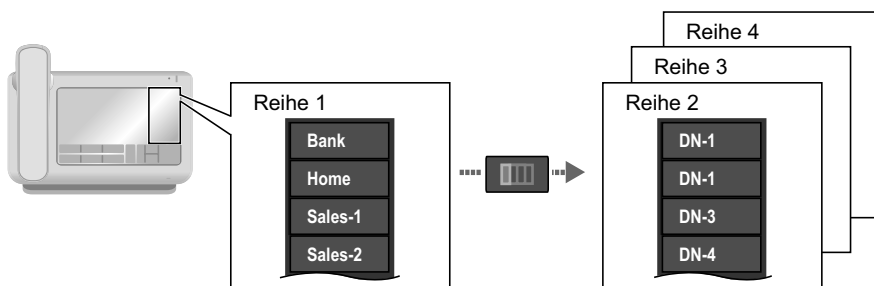 Reihe 4
Reihe 3
Reihe 1
Reihe 2
Bank
Home
Sales-1
Sales-2
DN-1
DN-1
DN-3
DN-4